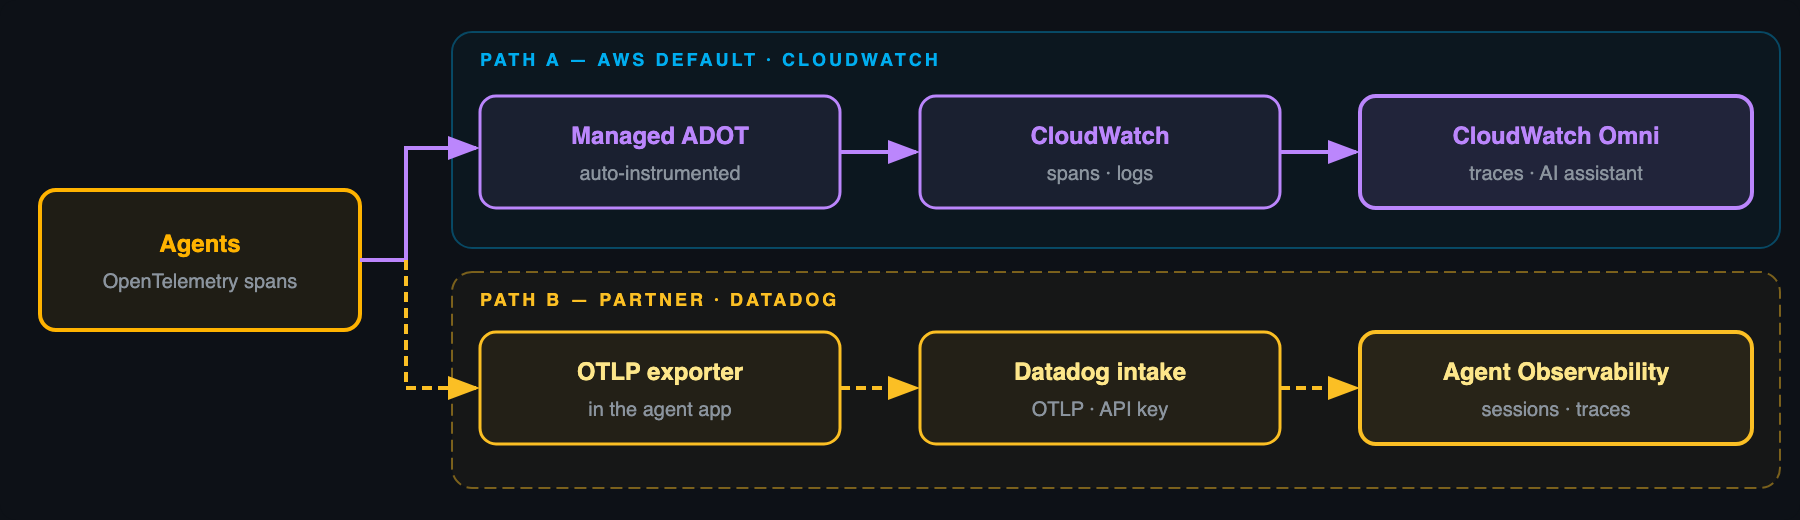 PATH A — AWS DEFAULT · CLOUDWATCH
Managed ADOT
auto-instrumented
CloudWatch
spans · logs
CloudWatch Omni
traces · AI assistant
Agents
OpenTelemetry spans
PATH B — PARTNER · DATADOG
OTLP exporter
in the agent app
Datadog intake
OTLP · API key
Agent Observability
sessions · traces